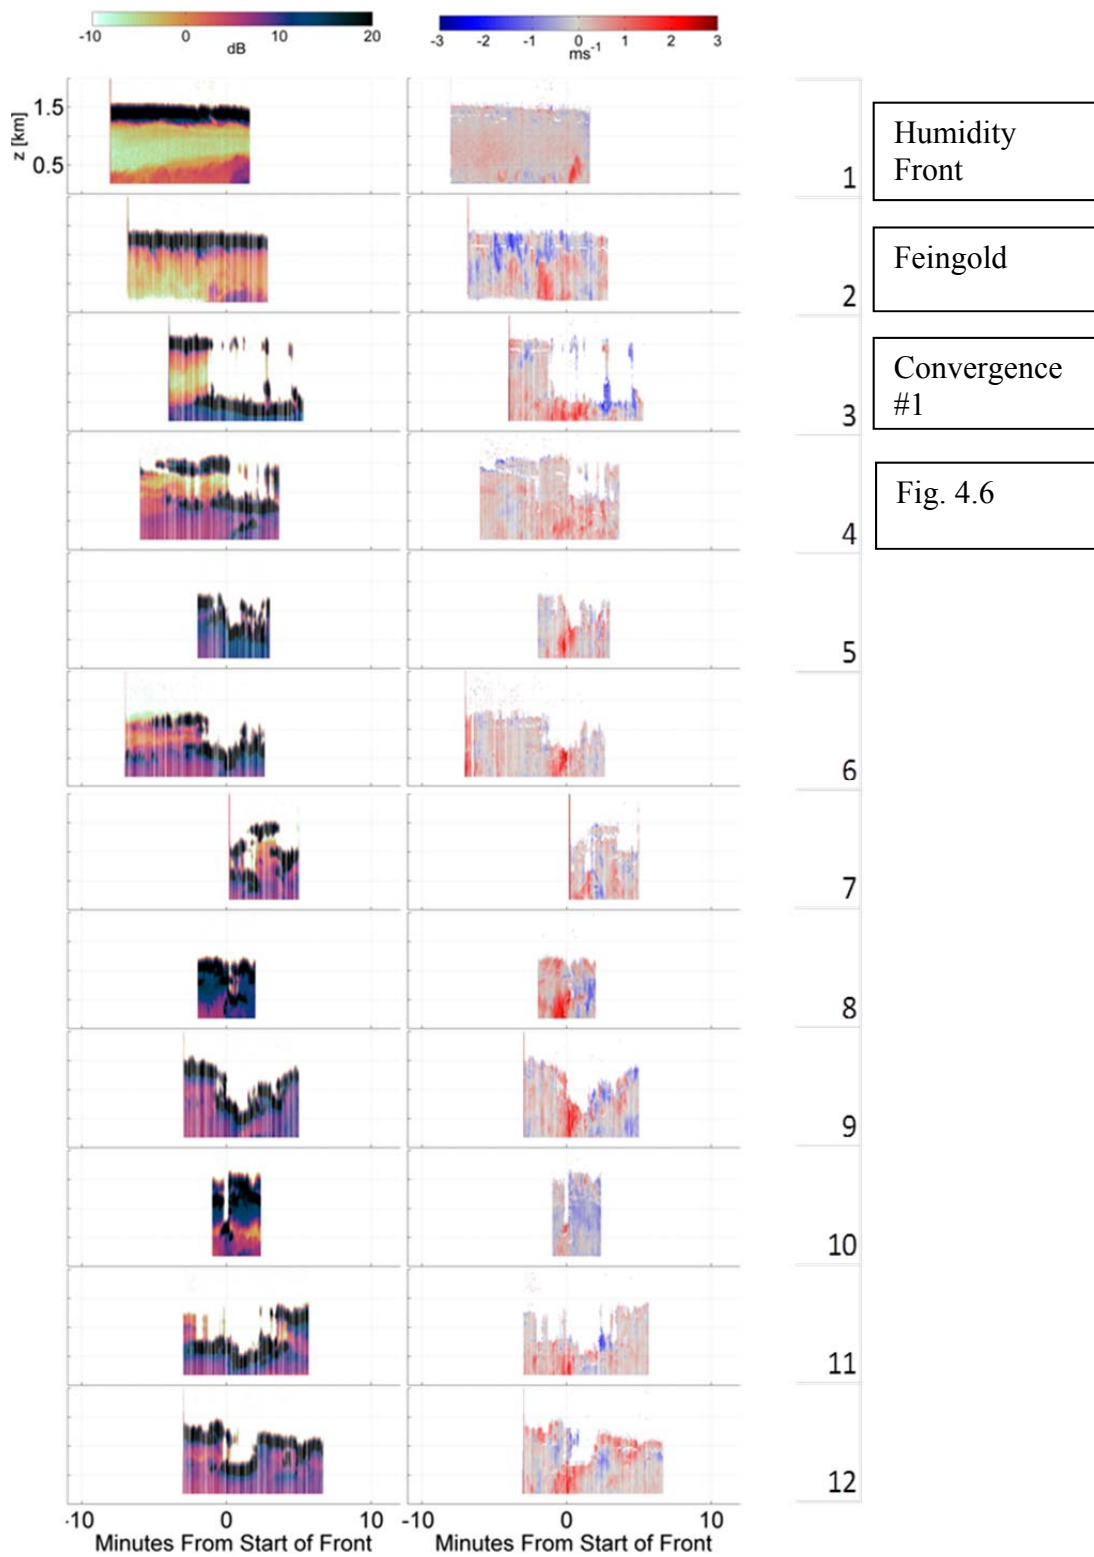 -10 0 10 20
dB
-3 -2 -1 0 1 2 3
ms-1
z [km]
1.5
0.5
1
Humidity
Front
2
Feingold
3
Convergence
#1
4
Fig. 4.6
5
6
7
8
9
10
11
12
-10 0 10
-10 0 10
Minutes From Start of Front
Minutes From Start of Front